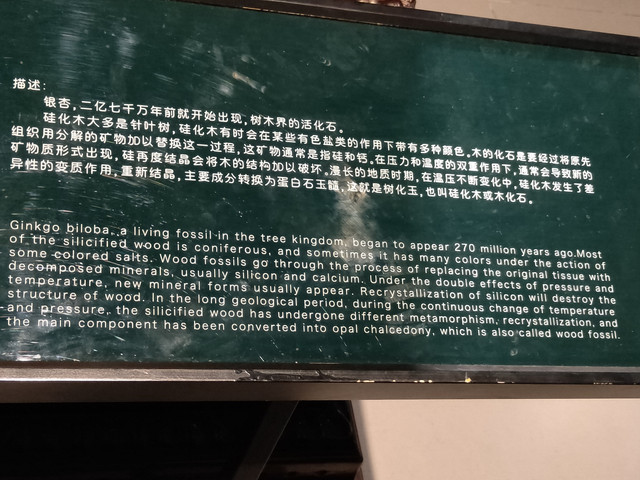 描述:
银杏,二亿七千万年前就开始出现,树木界的活化石。
硅化木大多是针叶树,硅化木有时会在某些有色盐类的作用下带有多种颜色。木的化石是要经过将原先
组织用分解的矿物加以替换这一过程,这矿物通常是指硅和钙。在压力和温度的双重作用下,通常会导致新的
矿物质形式出现,硅再度结晶会将木的结构加以破坏。漫长的地质时期,在温压不断变化中,硅化木发生了差
异性的变质作用,重新结晶,主要成分转换为蛋白石玉髓,这就是树化玉,也叫硅化木或木化石。
Ginkgo biloba, a living fossil in the tree kingdom, began to appear 270 million years ago.Most
of the silicified wood is coniferous, and sometimes it has many colors under the action of
some colored salts. Wood fossils go through the process of replacing the original tissue with
decomposed minerals, usually silicon and calcium. Under the double effects of pressure and
temperature, new mineral forms usually appear. Recrystallization of silicon will destroy the
structure of wood. In the long geological period, during the continuous change of temperature
and pressure, the silicified wood has undergone different metamorphism, recrystallization, and
the main component has been converted into opal chalcedony, which is also called wood fossil.